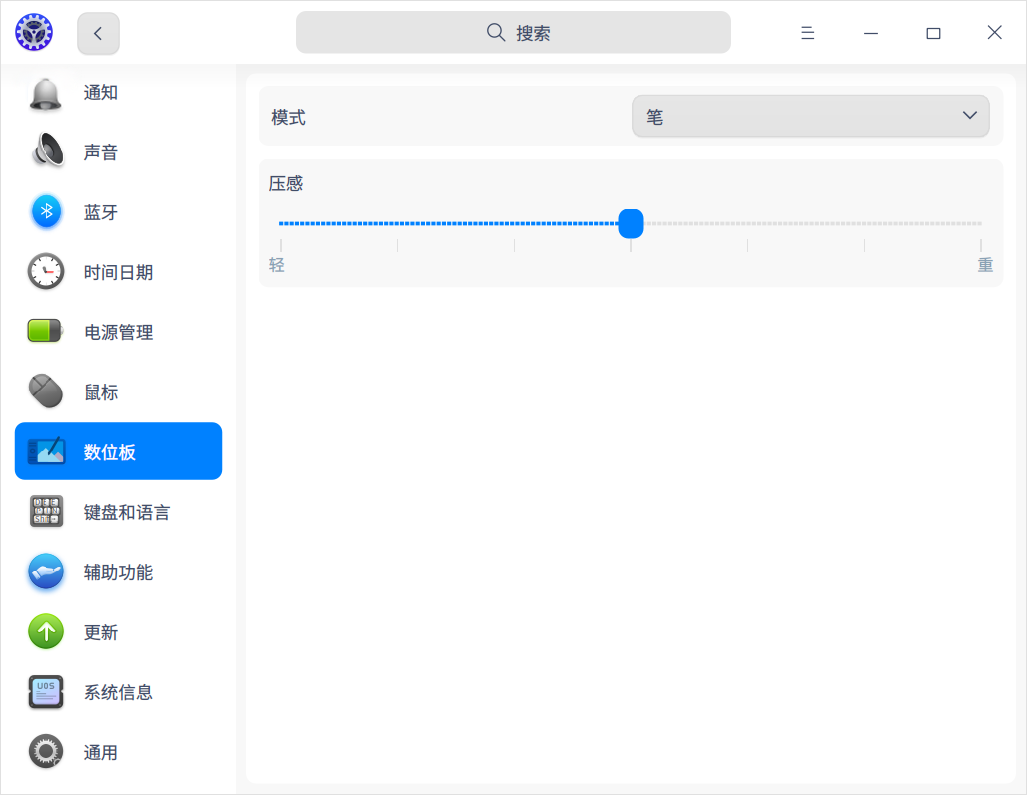 搜索
通知
声音
蓝牙
时间日期
电源管理
鼠标
数位板
键盘和语言
辅助功能
更新
UOS
系统信息
通用
模式
笔
压感
轻
重